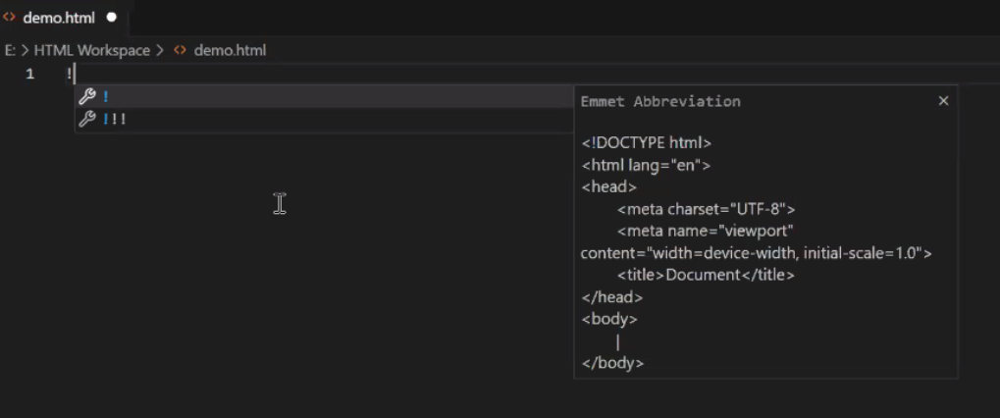 demo.html
E: > HTML Workspace > demo.html
1 !
!
!!!
Emmet Abbreviation
<!DOCTYPE html>
<html lang="en">
<head>
<meta charset="UTF-8">
<meta name="viewport"
content="width=device-width, initial-scale=1.0">
<title>Document</title>
</head>
<body>
|
</body>